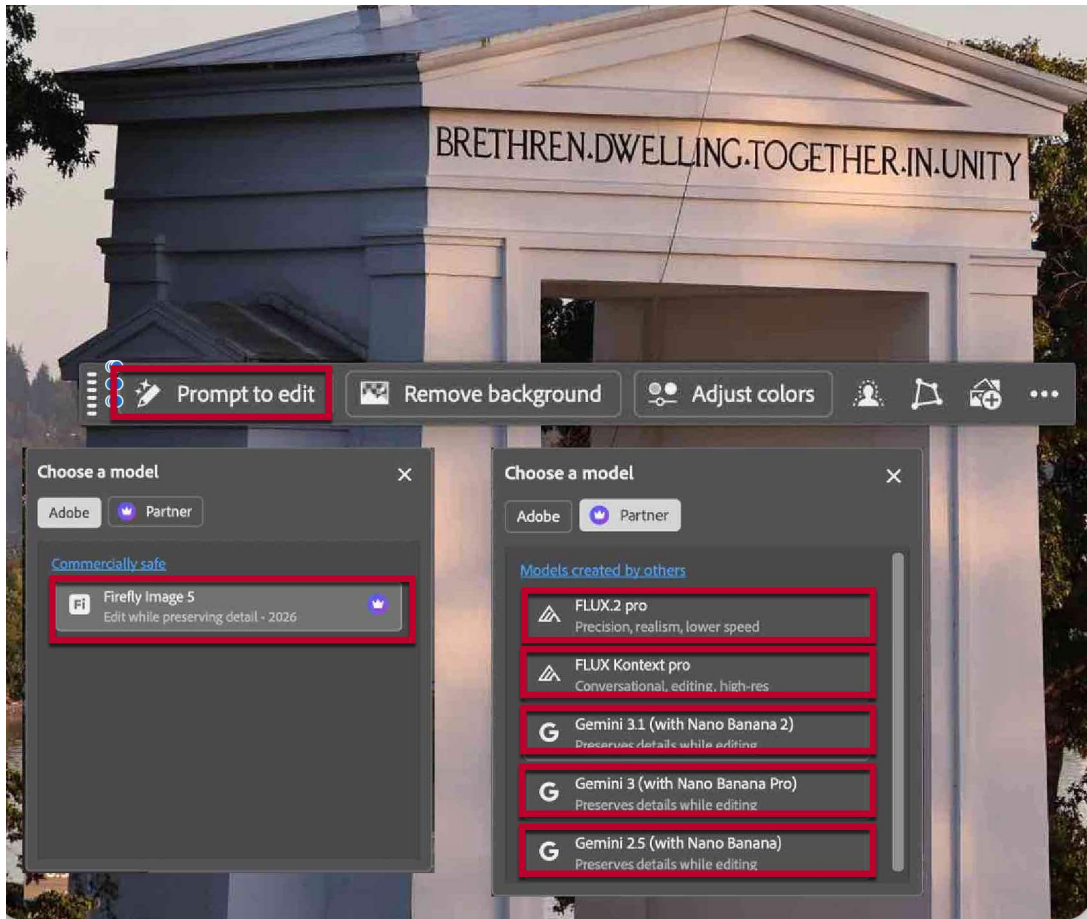 BRETHREN.DWELLING.TOGETHER.IN.UNITY
Prompt to edit
Remove background
Adjust colors
Choose a model
Adobe
Partner
Commercially safe
Fi
Firefly Image 5
Edit while preserving detail - 2026
Choose a model
Adobe
Partner
Models created by others
FLUX.2 pro
Precision, realism, lower speed
FLUX Kontext pro
Conversational, editing, high-res
G
Gemini 3.1 (with Nano Banana 2)
Preserves details while editing
G
Gemini 3 (with Nano Banana Pro)
Preserves details while editing
G
Gemini 2.5 (with Nano Banana)
Preserves details while editing